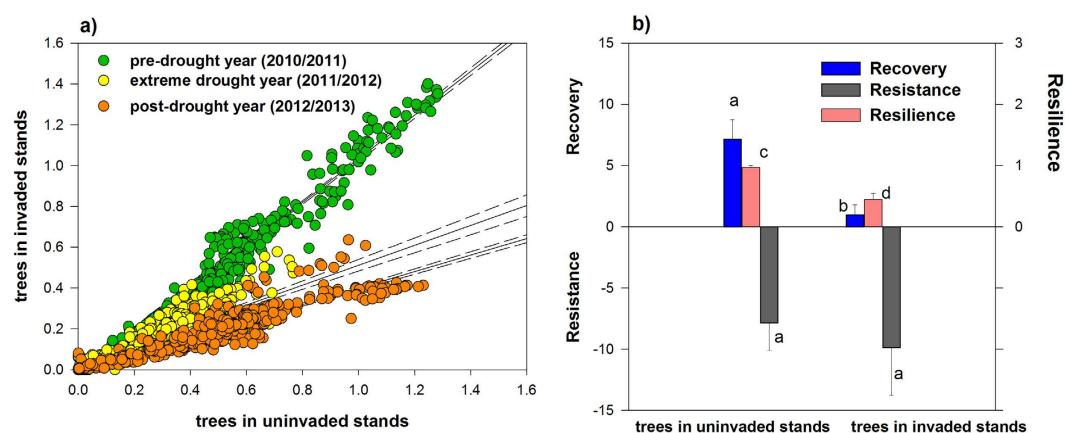 a)
1.6
1.4
1.2
1.0
0.8
0.6
0.4
0.2
0.0
trees in invaded stands
pre-drought year (2010/2011)
extreme drought year (2011/2012)
post-drought year (2012/2013)
0.0 0.2 0.4 0.6 0.8 1.0 1.2 1.4 1.6
trees in uninvaded stands
b)
15
10
5
0
-5
-10
-15
Recovery
Resistance
Recovery
Resistance
Resilience
a
c
a
b
d
a
3
2
1
0
Resilience
trees in uninvaded stands trees in invaded stands